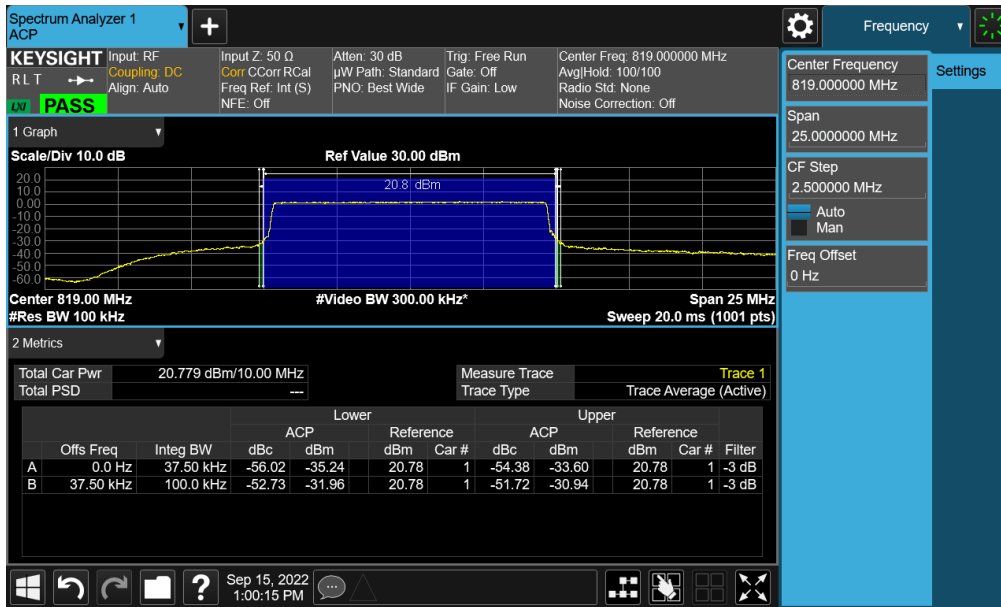 Spectrum Analyzer 1
ACP
+
Frequency
KEYSIGHT Input: RF
R L T
Coupling: DC
Align: Auto
LXI PASS
Input Z: 50 Ω
Corr CCorr RCal
Freq Ref: Int (S)
NFE: Off
Atten: 30 dB
µW Path: Standard
PNO: Best Wide
Trig: Free Run
Gate: Off
IF Gain: Low
Center Freq: 819.000000 MHz
Avg|Hold: 100/100
Radio Std: None
Noise Correction: Off
Center Frequency
819.000000 MHz
Settings
Span
25.0000000 MHz
CF Step
2.500000 MHz
Auto
Man
Freq Offset
0 Hz
1 Graph
Scale/Div 10.0 dB Ref Value 30.00 dBm
20.8 dBm
20.0
10.0
0.00
-10.0
-20.0
-30.0
-40.0
-50.0
-60.0
Center 819.00 MHz #Video BW 300.00 kHz* Span 25 MHz
#Res BW 100 kHz Sweep 20.0 ms (1001 pts)
2 Metrics
Total Car Pwr 20.779 dBm/10.00 MHz Measure Trace Trace 1
Total PSD --- Trace Type Trace Average (Active)
Lower Upper
ACP Reference ACP Reference
Offs Freq Integ BW dBc dBm dBm Car # dBc dBm dBm Car # Filter
A 0.0 Hz 37.50 kHz -56.02 -35.24 20.78 1 -54.38 -33.60 20.78 1 -3 dB
B 37.50 kHz 100.0 kHz -52.73 -31.96 20.78 1 -51.72 -30.94 20.78 1 -3 dB
? Sep 15, 2022
1:00:15 PM